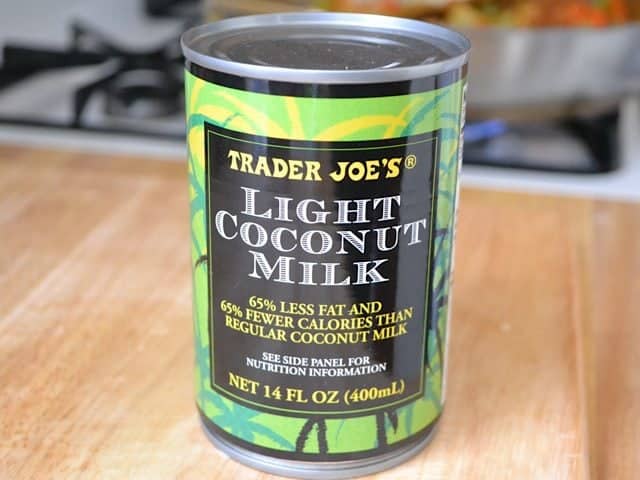 TRADER JOE'S®
LIGHT
COCONUT
MILK
65% LESS FAT AND
65% FEWER CALORIES THAN
REGULAR COCONUT MILK
SEE SIDE PANEL FOR
NUTRITION INFORMATION
NET 14 FL OZ (400mL)